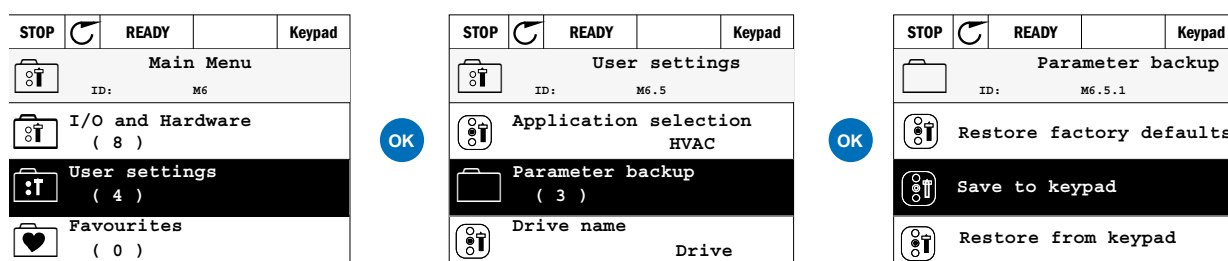 STOP READY Keypad
Main Menu
ID: M6
I/O and Hardware
( 8 )
User settings
( 4 )
Favourites
( 0 )
OK
STOP READY Keypad
User settings
ID: M6.5
Application selection
HVAC
Parameter backup
( 3 )
Drive name
Drive
OK
STOP READY Keypad
Parameter backup
ID: M6.5.1
Restore factory defaults
Save to keypad
Restore from keypad